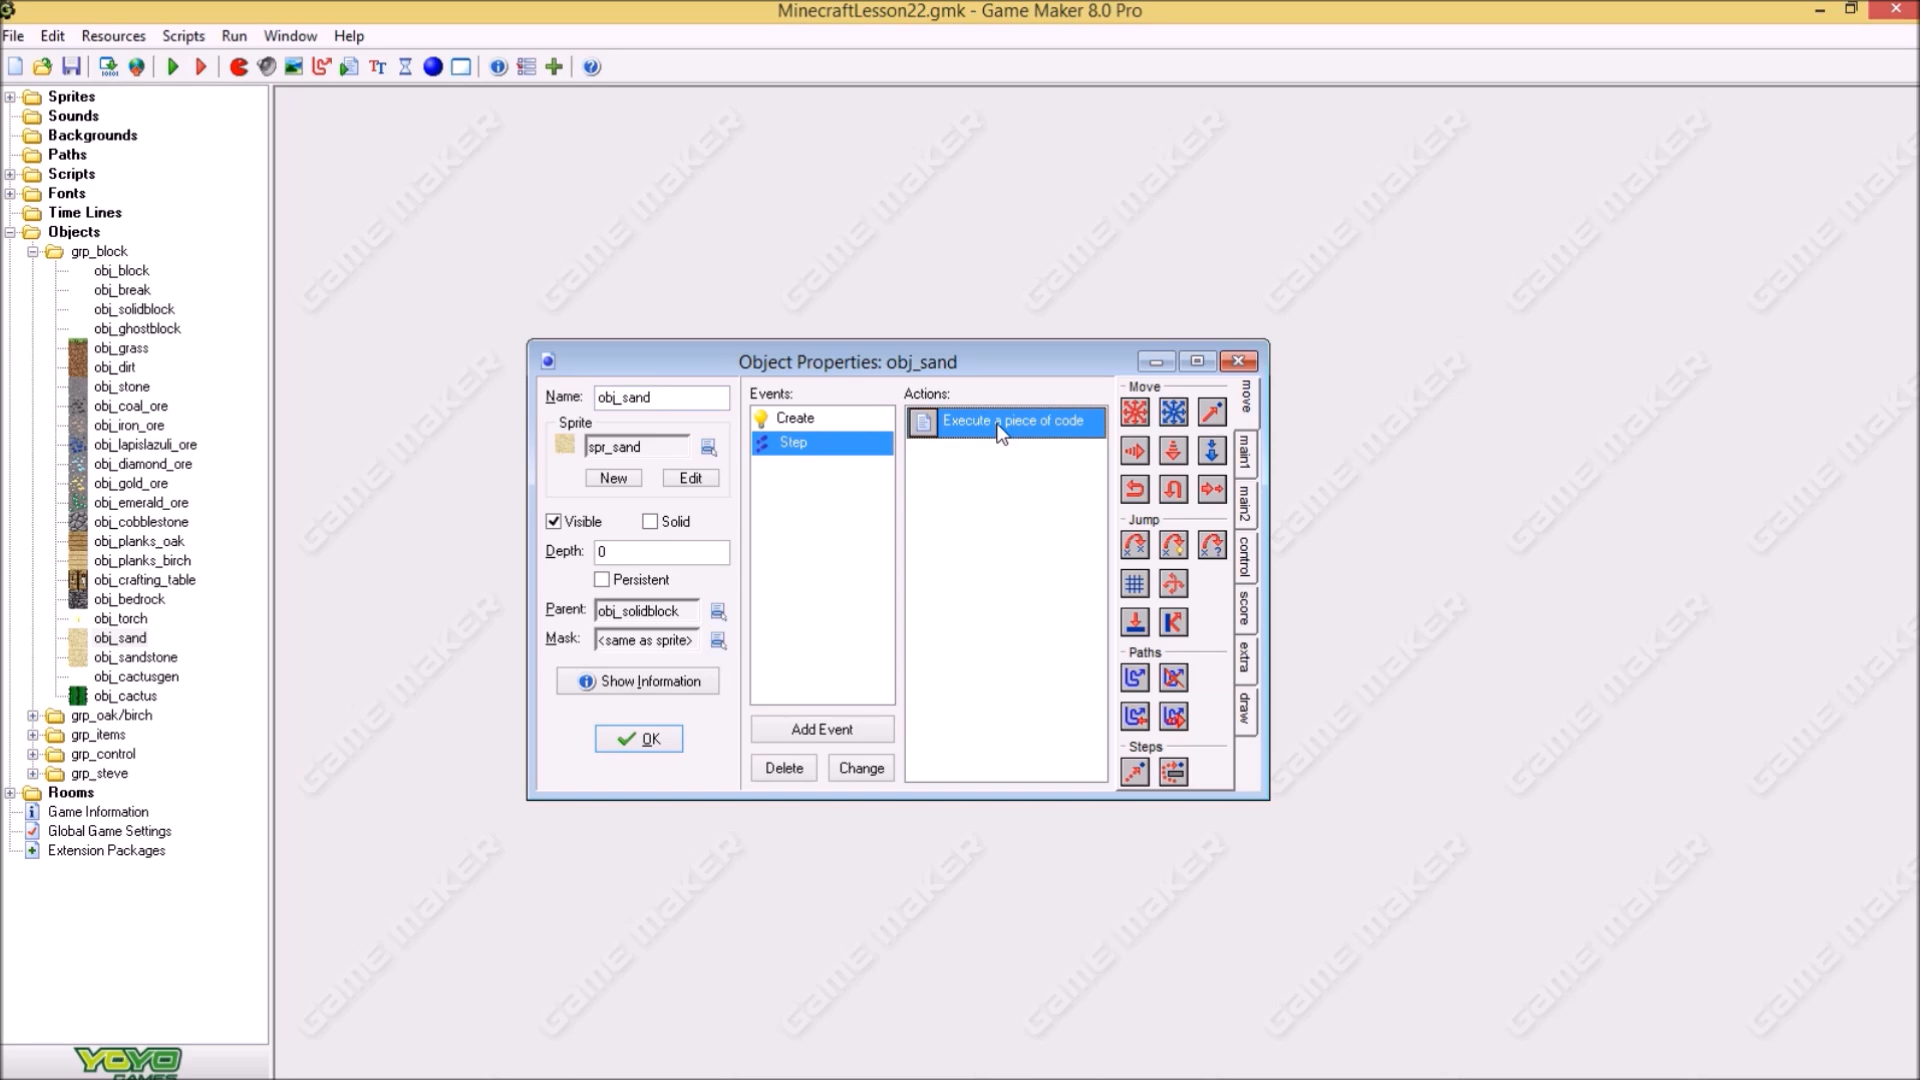 MinecraftLesson22.gmk - Game Maker 8.0 Pro
File Edit Resources Scripts Run Window Help
Sprites
Sounds
Backgrounds
Paths
Scripts
Fonts
Time Lines
Objects
grp_block
obj_block
obj_break
obj_solidblock
obj_ghostblock
obj_grass
obj_dirt
obj_stone
obj_coal_ore
obj_iron_ore
obj_lapislazuli_ore
obj_diamond_ore
obj_gold_ore
obj_emerald_ore
obj_cobblestone
obj_planks_oak
obj_planks_birch
obj_crafting_table
obj_bedrock
obj_torch
obj_sand
obj_sandstone
obj_cactusgen
obj_cactus
grp_oak/birch
grp_items
grp_control
grp_steve
Rooms
Game Information
Global Game Settings
Extension Packages
YOYO
GAMES
Object Properties: obj_sand
Name: obj_sand
Sprite
spr_sand
New Edit
Visible Solid
Depth: 0
Persistent
Parent: obj_solidblock
Mask: <same as sprite>
Show Information
OK
Events:
Create
Step
Add Event
Delete Change
Actions:
Execute a piece of code
Move
Jump
Paths
Steps
move
main1
main2
control
score
extra
draw
GAME MAKER